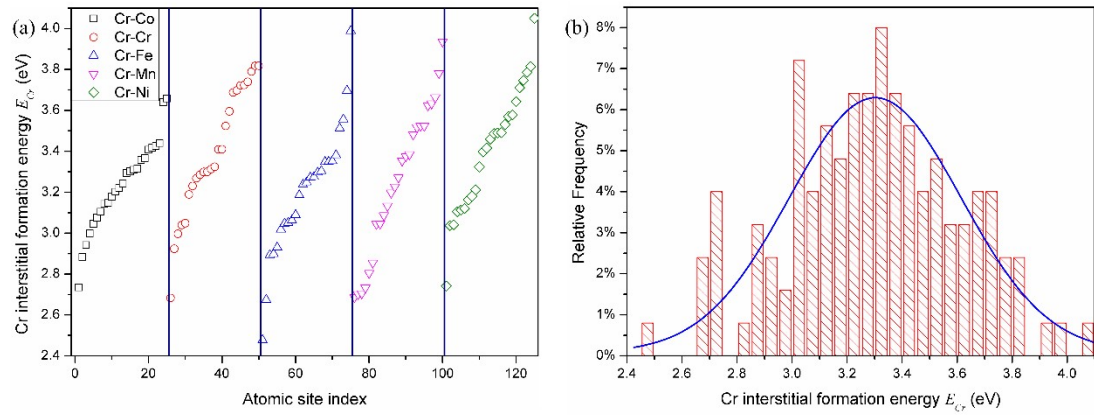 (a)
Cr-Co
Cr-Cr
Cr-Fe
Cr-Mn
Cr-Ni
Cr interstitial formation energy E_Cr (eV)
4.0
3.8
3.6
3.4
3.2
3.0
2.8
2.6
2.4
0 20 40 60 80 100 120
Atomic site index
(b)
Relative Frequency
8%
7%
6%
5%
4%
3%
2%
1%
0%
2.4 2.6 2.8 3.0 3.2 3.4 3.6 3.8 4.0
Cr interstitial formation energy E_Cr (eV)